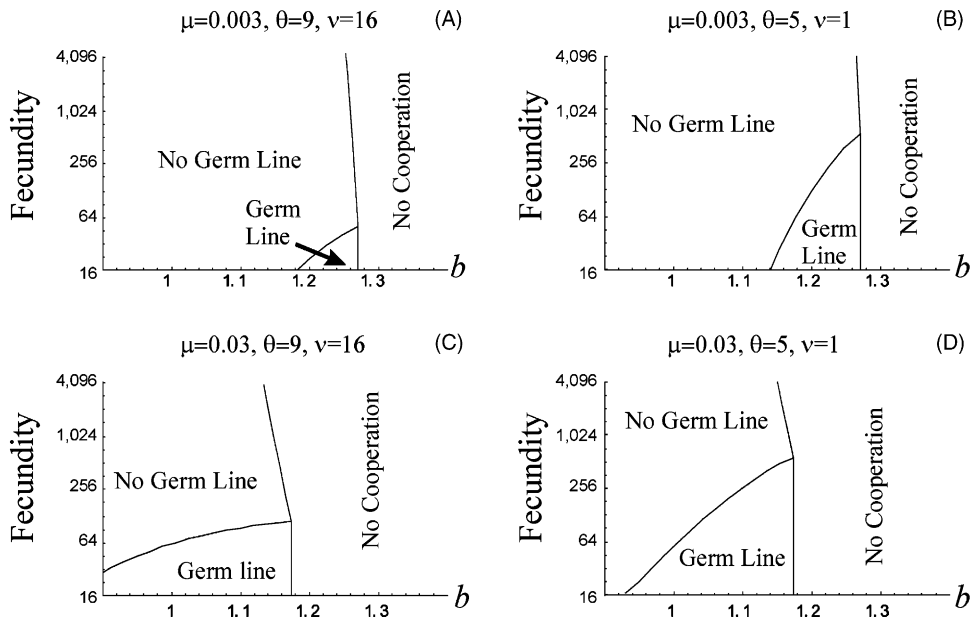 μ=0.003, θ=9, ν=16 (A)
Fecundity
4,096
1,024
256
64
16
No Germ Line
Germ
Line
No Cooperation
1 1.1 1.2 1.3
b
μ=0.003, θ=5, ν=1 (B)
Fecundity
4,096
1,024
256
64
16
No Germ Line
Germ
Line
No Cooperation
1 1.1 1.2 1.3
b
μ=0.03, θ=9, ν=16 (C)
Fecundity
4,096
1,024
256
64
16
No Germ Line
Germ line
No Cooperation
1 1.1 1.2 1.3
b
μ=0.03, θ=5, ν=1 (D)
Fecundity
4,096
1,024
256
64
16
No Germ Line
Germ Line
No Cooperation
1 1.1 1.2 1.3
b